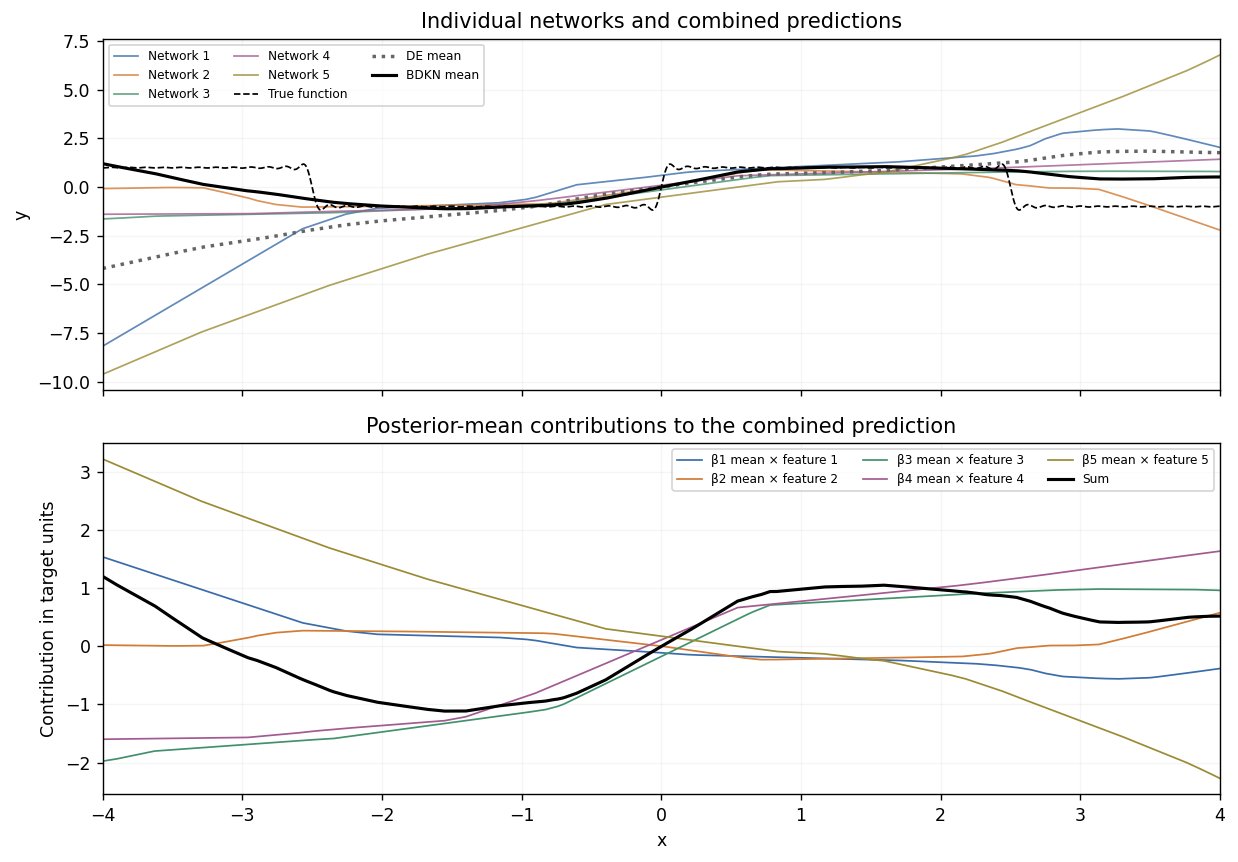 Individual networks and combined predictions
7.5
5.0
2.5
0.0
−2.5
−5.0
−7.5
−10.0
y
Network 1
Network 2
Network 3
Network 4
Network 5
True function
DE mean
BDKN mean
Posterior-mean contributions to the combined prediction
3
2
1
0
−1
−2
Contribution in target units
β1 mean × feature 1
β2 mean × feature 2
β3 mean × feature 3
β4 mean × feature 4
β5 mean × feature 5
Sum
−4
−3
−2
−1
0
1
2
3
4
x